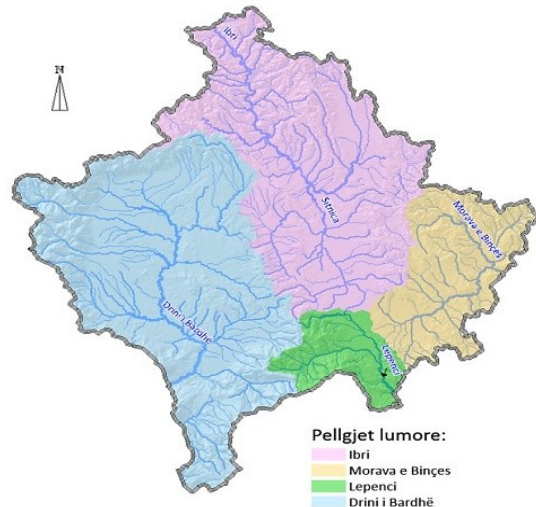 Ibri
N
Sitnica
Morava e Binçes
Drini i Bardhë
Lepenci
Pellgjet lumore:
Ibri
Morava e Binçes
Lepenci
Drini i Bardhë